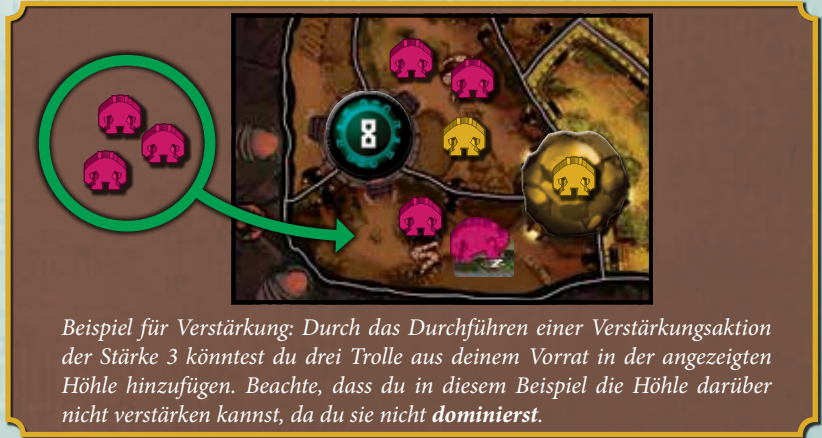 Beispiel für Verstärkung: Durch das Durchführen einer Verstärkungsaktion
der Stärke 3 könntest du drei Trolle aus deinem Vorrat in der angezeigten
Höhle hinzufügen. Beachte, dass du in diesem Beispiel die Höhle darüber
nicht verstärken kannst, da du sie nicht dominierst.